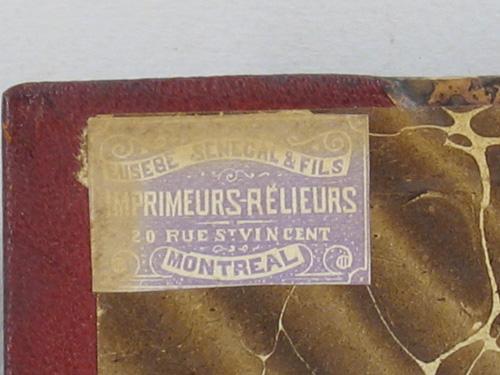 EUSEBE SENECAL & FILS
IMPRIMEURS-RELIEURS
20 RUE ST VINCENT
MONTREAL